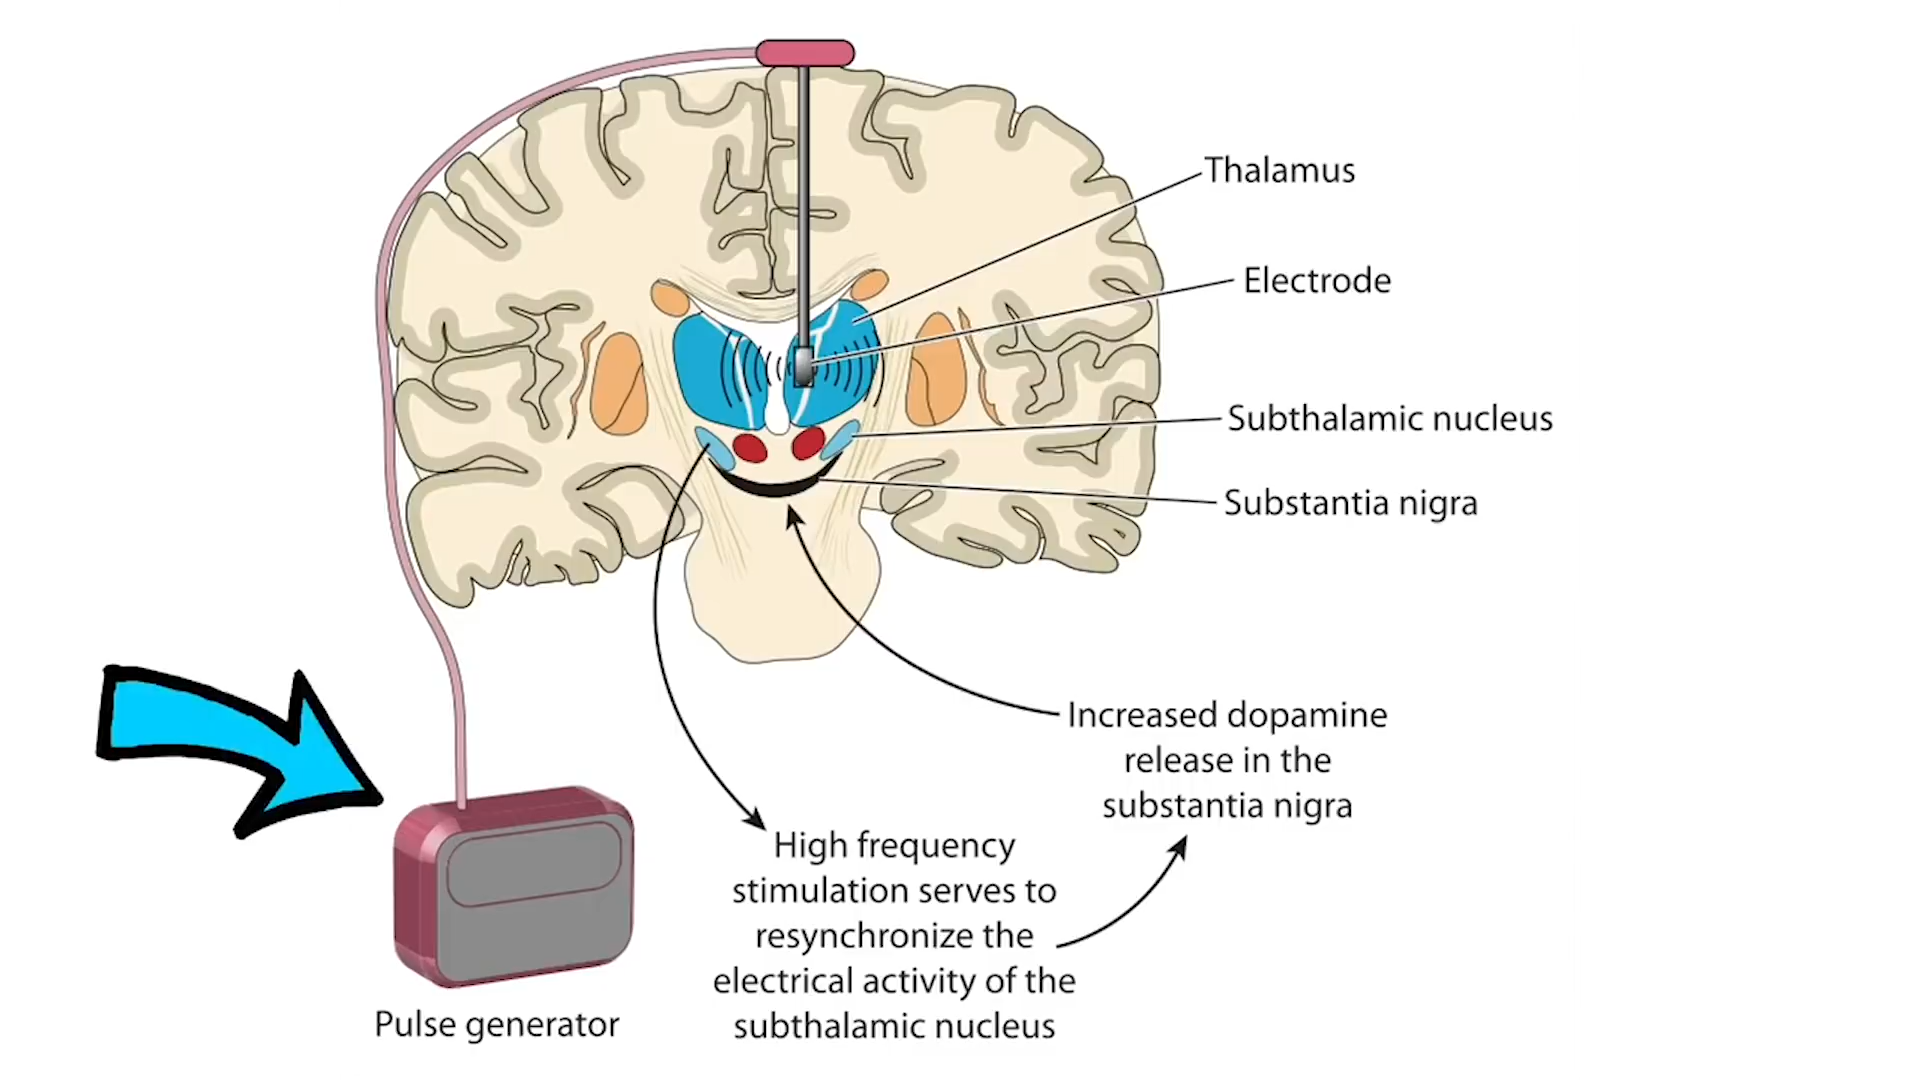 Thalamus
Electrode
Subthalamic nucleus
Substantia nigra
Increased dopamine
release in the
substantia nigra
High frequency
stimulation serves to
resynchronize the
electrical activity of the
subthalamic nucleus
Pulse generator